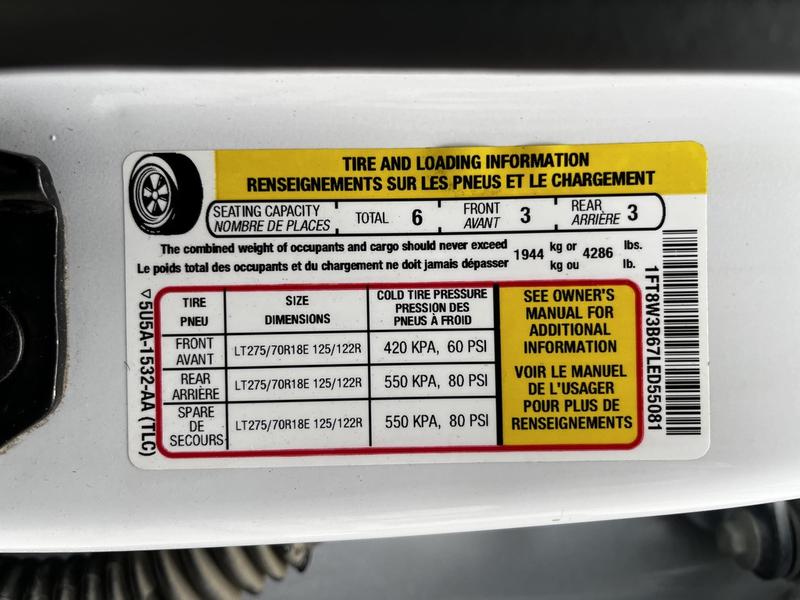 TIRE AND LOADING INFORMATION
RENSEIGNEMENTS SUR LES PNEUS ET LE CHARGEMENT
SEATING CAPACITY
NOMBRE DE PLACES
TOTAL 6
FRONT
AVANT
3
REAR
ARRIÈRE
3
The combined weight of occupants and cargo should never exceed 1944 kg or 4286 lbs.
Le poids total des occupants et du chargement ne doit jamais dépasser kg ou lb.
TIRE
PNEU
SIZE
DIMENSIONS
COLD TIRE PRESSURE
PRESSION DES
PNEUS À FROID
FRONT
AVANT
LT275/70R18E 125/122R
420 KPA, 60 PSI
REAR
ARRIÈRE
LT275/70R18E 125/122R
550 KPA, 80 PSI
SPARE
DE
SECOURS
LT275/70R18E 125/122R
550 KPA, 80 PSI
SEE OWNER'S
MANUAL FOR
ADDITIONAL
INFORMATION
VOIR LE MANUEL
DE L'USAGER
POUR PLUS DE
RENSEIGNEMENTS
5U5A-1532-AA (TLC)
1FT8W3B67LED55081